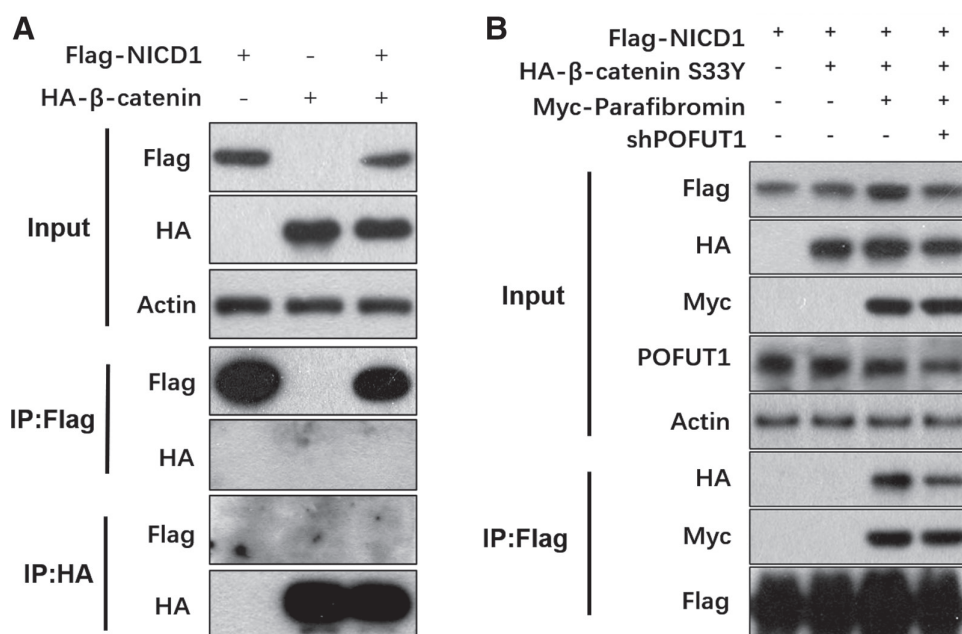 A
Flag-NICD1 + - +
HA-β-catenin - + +
Input
Flag
HA
Actin
IP:Flag
Flag
HA
IP:HA
Flag
HA
B
Flag-NICD1 + + + +
HA-β-catenin S33Y - + + +
Myc-Parafibromin - - + +
shPOFUT1 - - - +
Input
Flag
HA
Myc
POFUT1
Actin
IP:Flag
HA
Myc
Flag